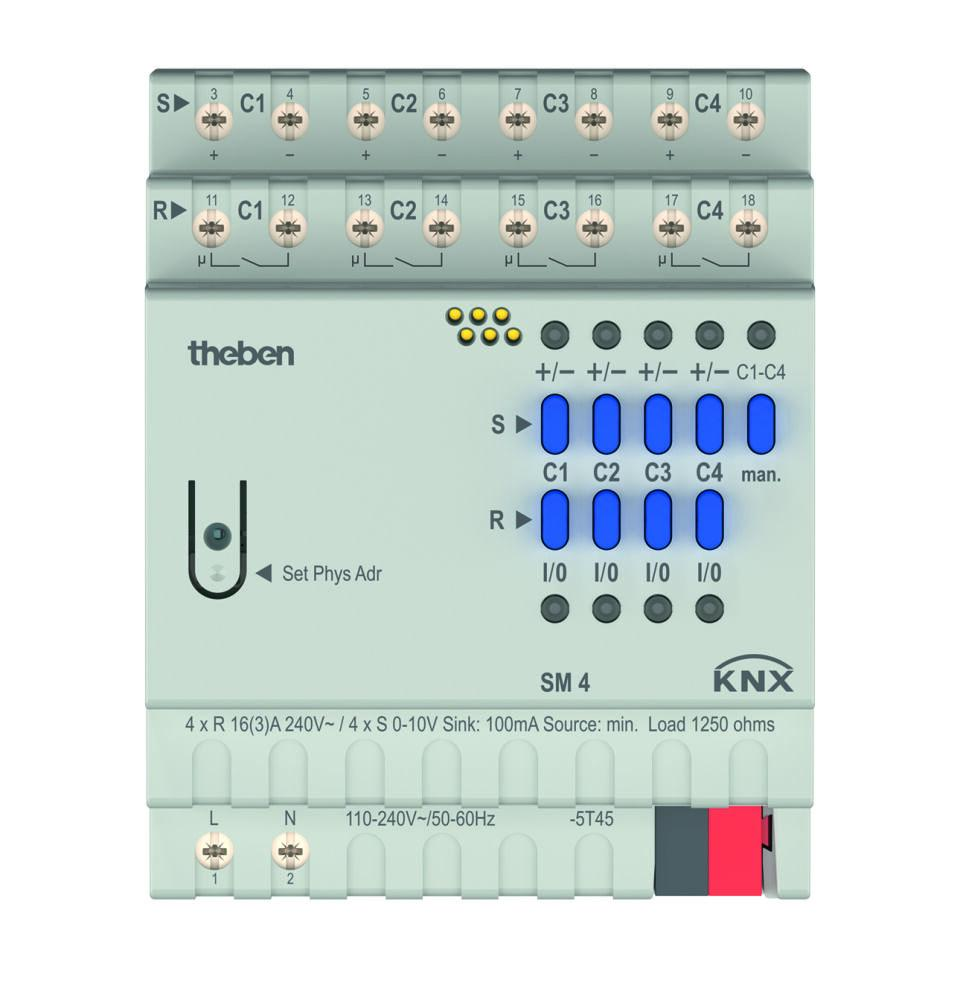 3 4 5 6 7 8 9 10
S▶ C1 C2 C3 C4
+ − + − + − + −
11 12 13 14 15 16 17 18
R▶ C1 C2 C3 C4
µ µ µ µ
theben
+/− +/− +/− +/− C1-C4
S ▶
C1 C2 C3 C4 man.
R ▶
I/0 I/0 I/0 I/0
◀ Set Phys Adr
SM 4
KNX
4 x R 16(3)A 240V~ / 4 x S 0-10V Sink: 100mA Source: min. Load 1250 ohms
L N 110-240V~/50-60Hz -5T45
1 2